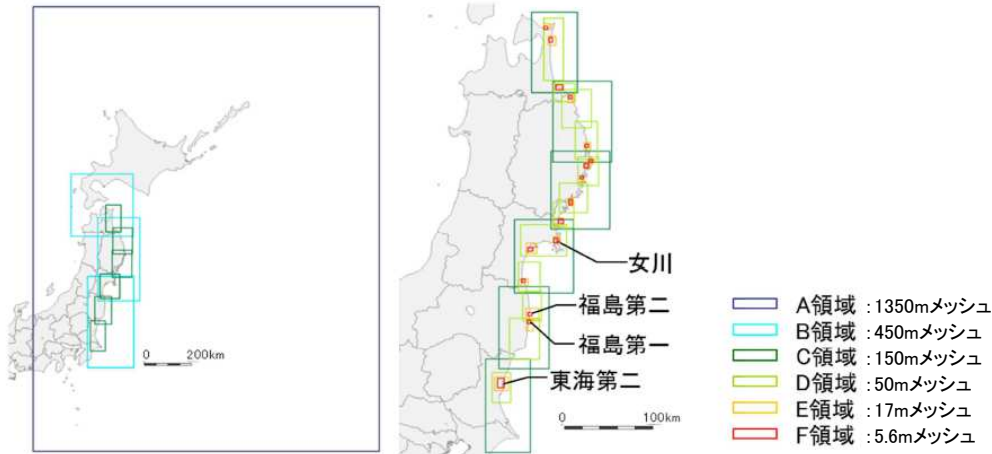 0 200km
女川
福島第二
福島第一
東海第二
0 100km
A領域 : 1350mメッシュ
B領域 : 450mメッシュ
C領域 : 150mメッシュ
D領域 : 50mメッシュ
E領域 : 17mメッシュ
F領域 : 5.6mメッシュ